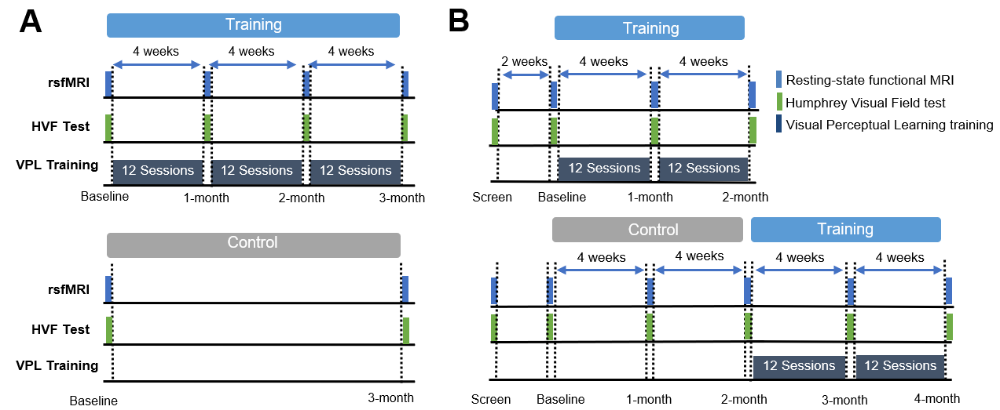 A
Training
4 weeks 4 weeks 4 weeks
rsfMRI
HVF Test
VPL Training
12 Sessions 12 Sessions 12 Sessions
Baseline 1-month 2-month 3-month
Control
rsfMRI
HVF Test
VPL Training
Baseline 3-month
B
Training
2 weeks 4 weeks 4 weeks
12 Sessions 12 Sessions
Screen Baseline 1-month 2-month
Resting-state functional MRI
Humphrey Visual Field test
Visual Perceptual Learning training
Control Training
4 weeks 4 weeks 4 weeks 4 weeks
12 Sessions 12 Sessions
Screen Baseline 1-month 2-month 3-month 4-month